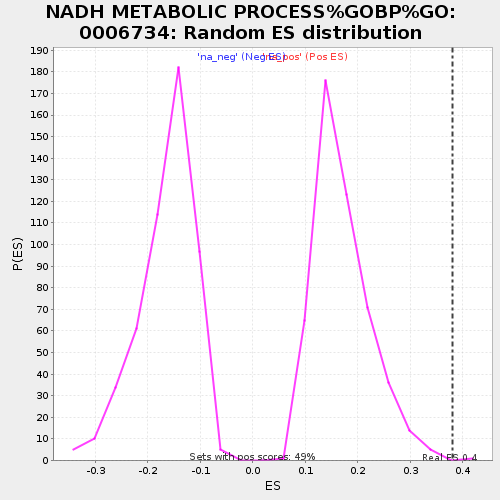 NADH METABOLIC PROCESS%GOBP%GO:
0006734: Random ES distribution
190
180
170
160
150
140
130
120
110
100
90
80
70
60
50
40
30
20
10
0
P(ES)
'na_neg' (Neg ES)
'na_pos' (Pos ES)
Sets with pos scores: 49%
Real ES 0.4
-0.3 -0.2 -0.1 0.0 0.1 0.2 0.3 0.4
ES